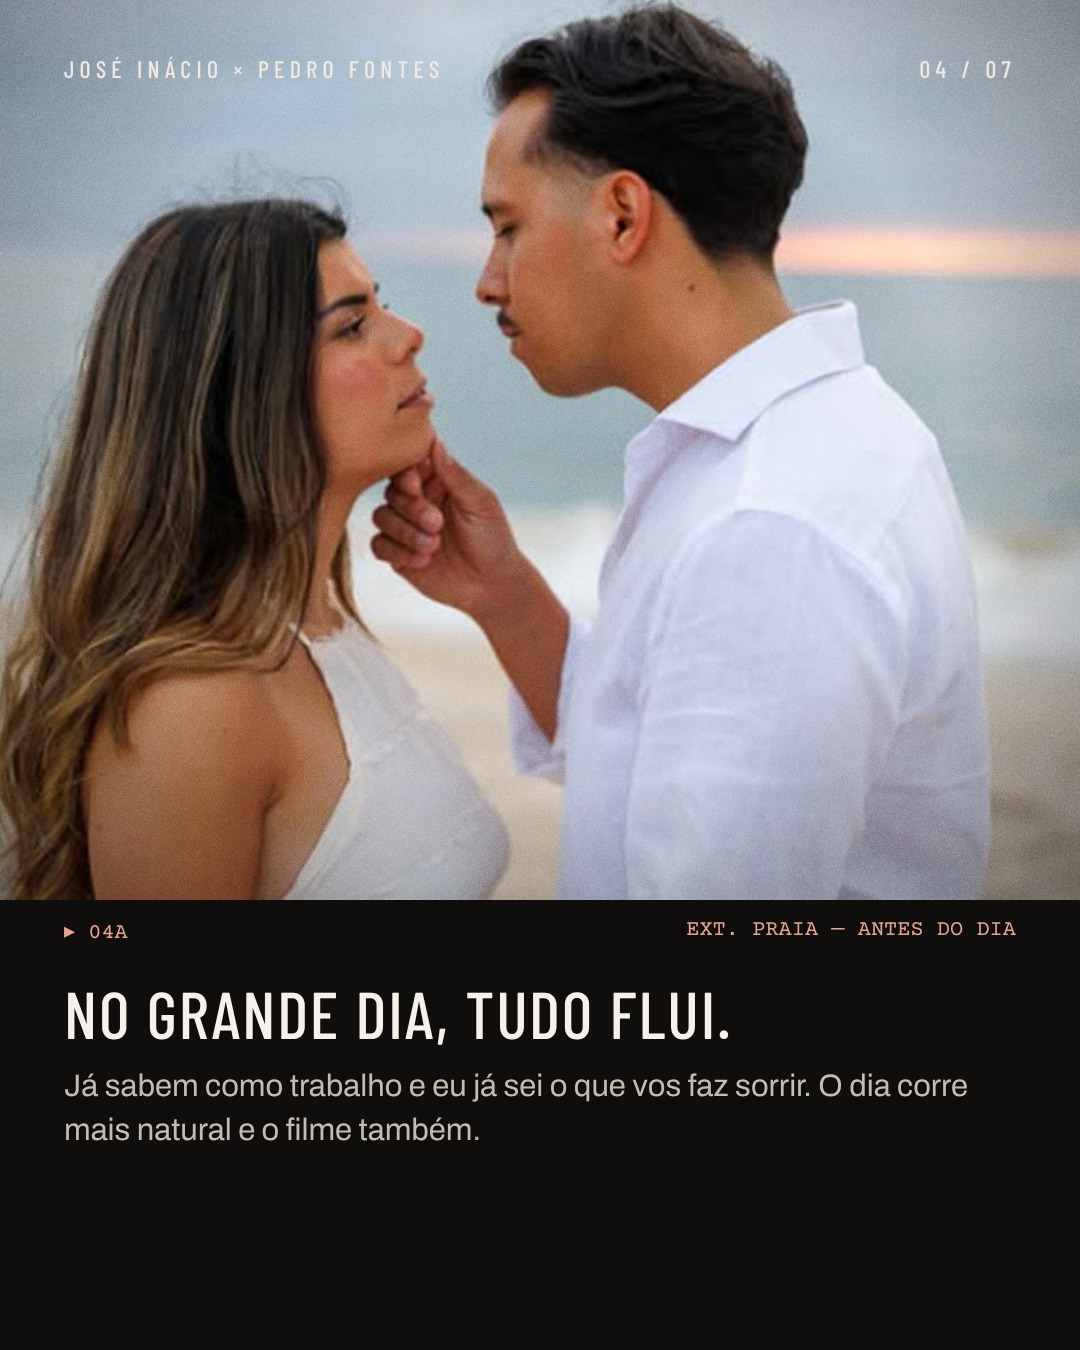 JOSÉ INÁCIO × PEDRO FONTES
04 / 07
▶ 04A
EXT. PRAIA — ANTES DO DIA
NO GRANDE DIA, TUDO FLUI.
Já sabem como trabalho e eu já sei o que vos faz sorrir. O dia corre
mais natural e o filme também.